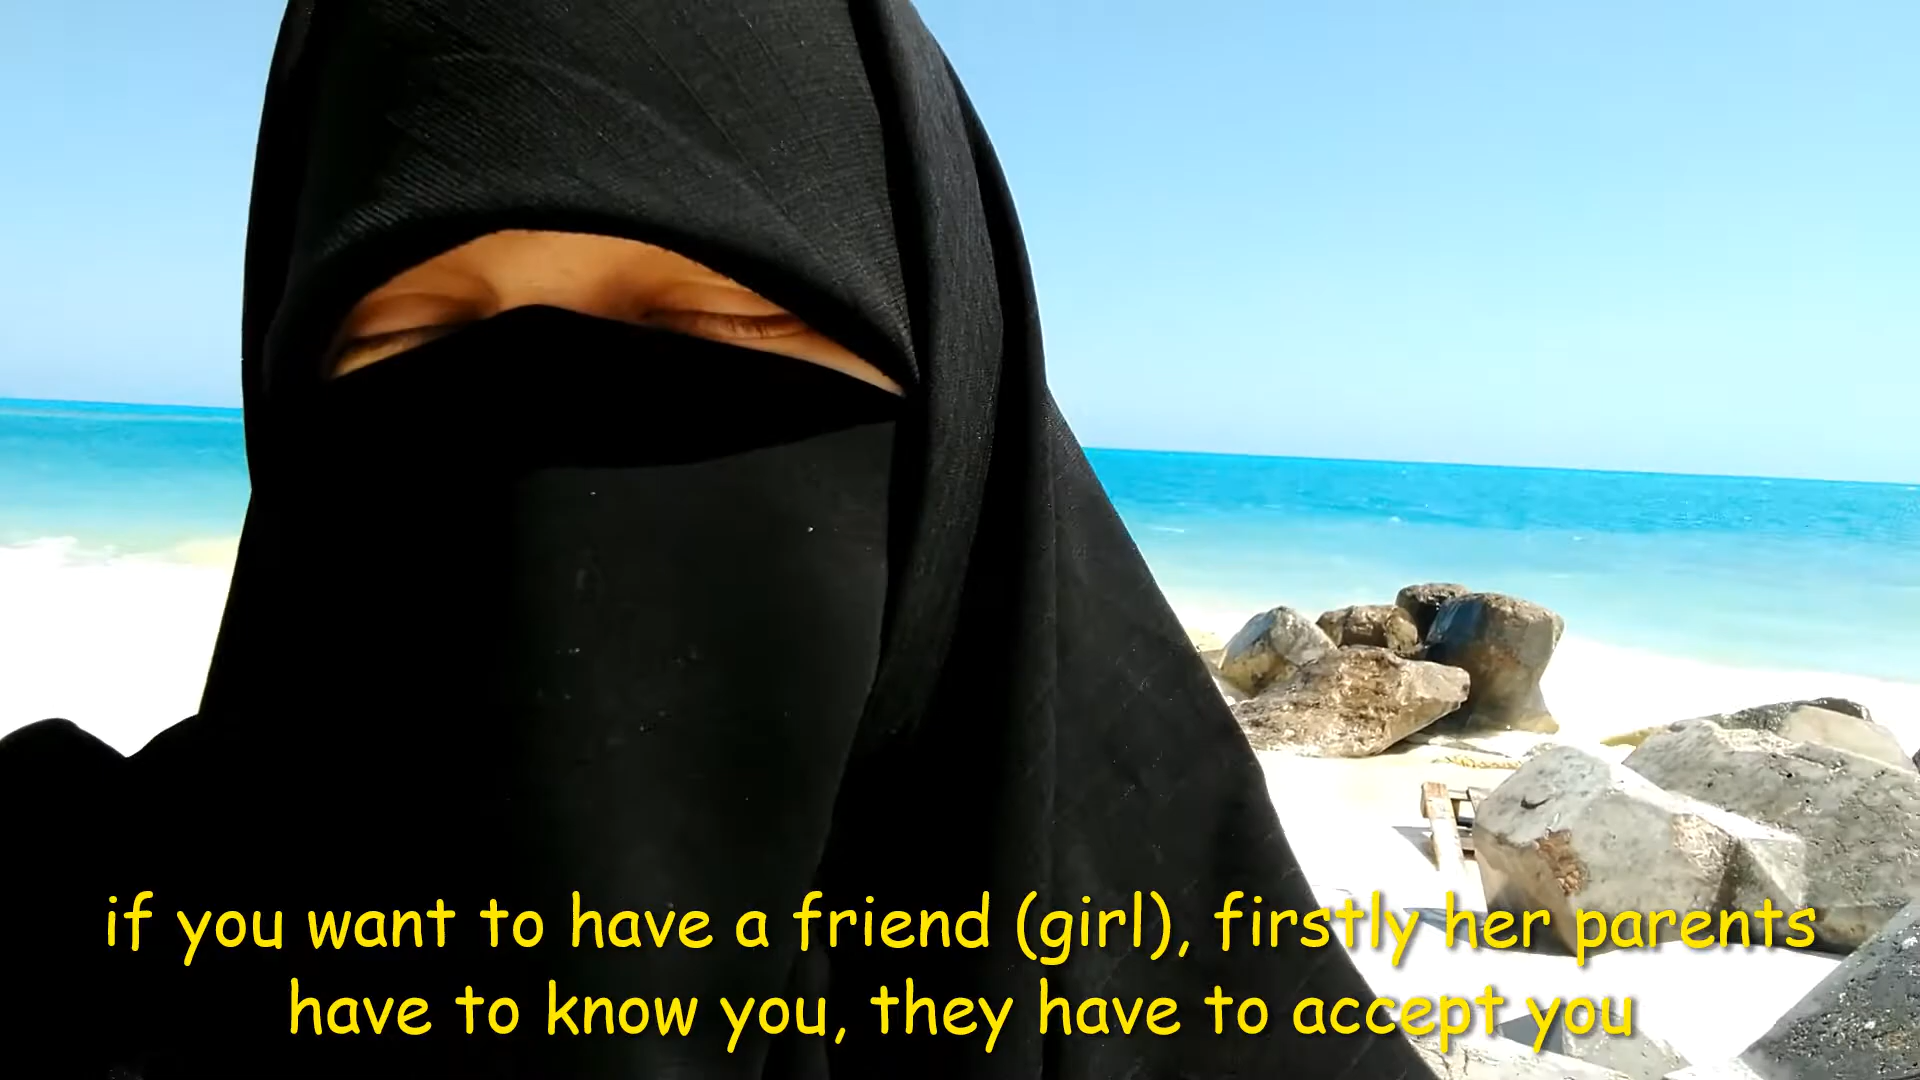 if you want to have a friend (girl), firstly her parents
have to know you, they have to accept you